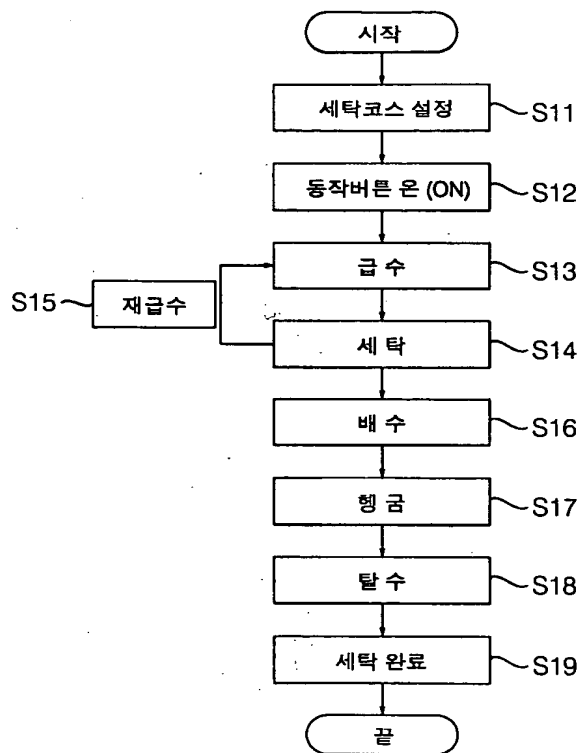 시작
세탁코스 설정 S11
동작버튼 온 (ON) S12
급 수 S13
S15 재급수
세 탁 S14
배 수 S16
헹 굼 S17
탈 수 S18
세탁 완료 S19
끝